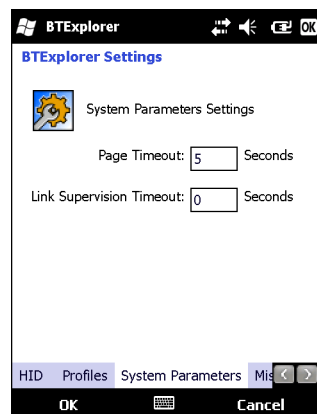 BTExplorer OK
BTExplorer Settings
System Parameters Settings
Page Timeout: 5 Seconds
Link Supervision Timeout: 0 Seconds
HID Profiles System Parameters Mis
OK Cancel